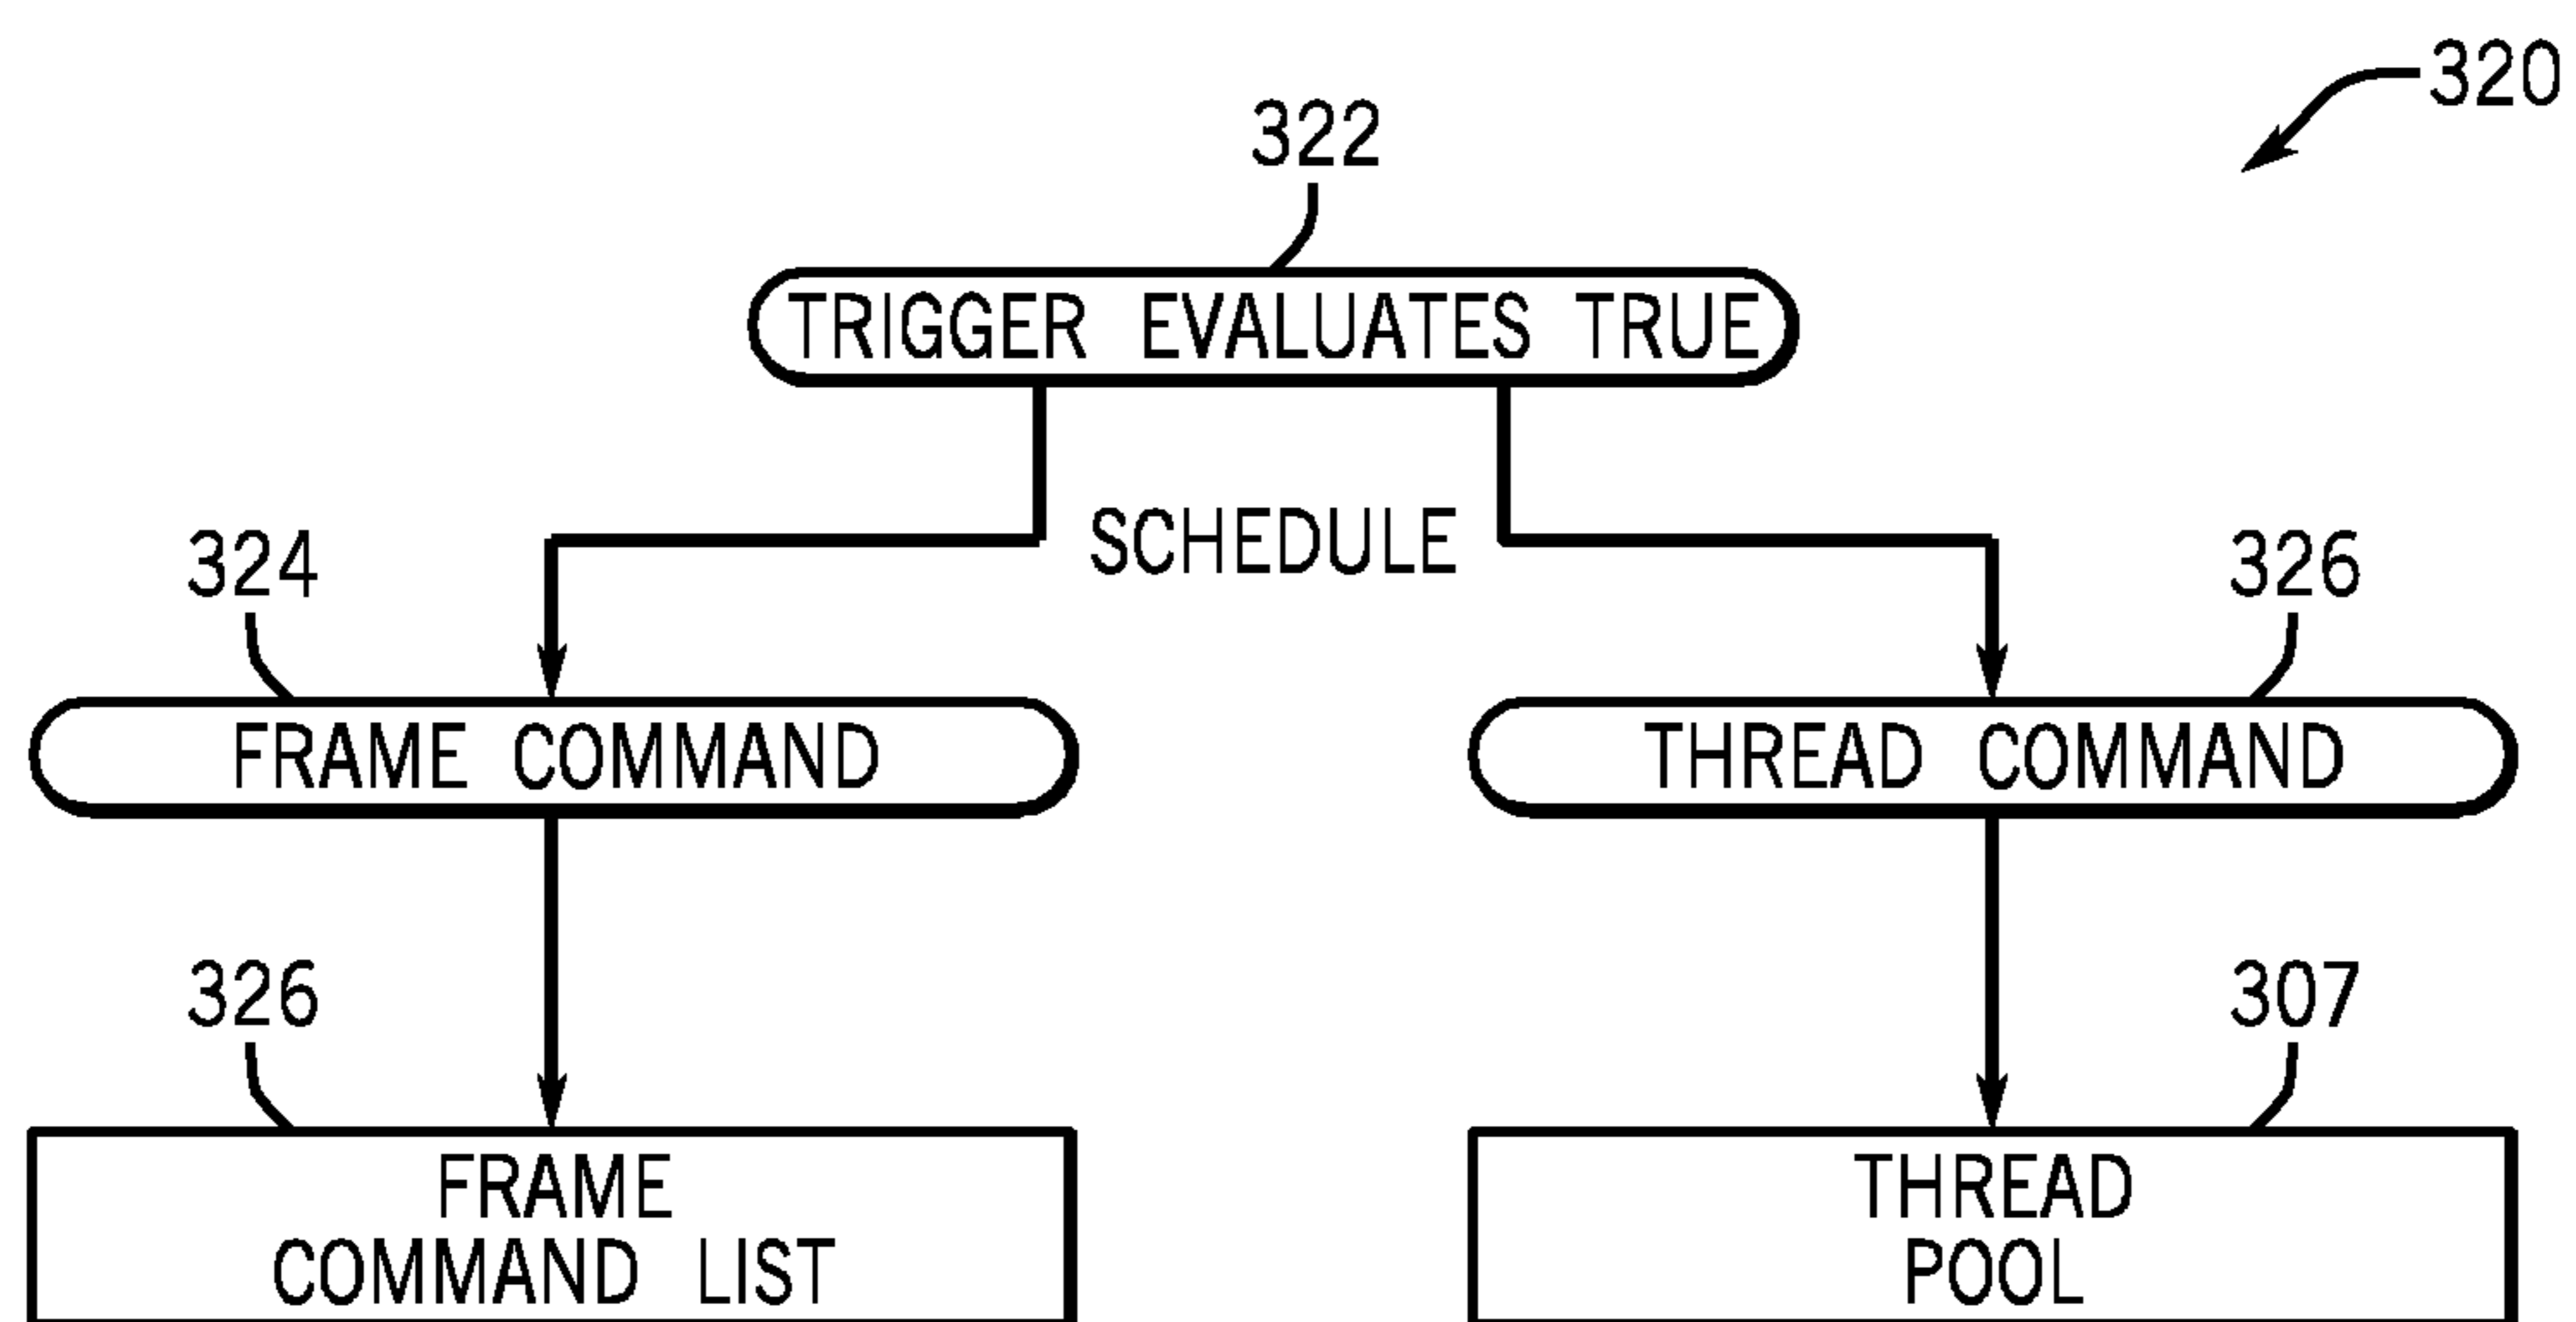 320
322
TRIGGER EVALUATES TRUE
SCHEDULE
324
326
FRAME COMMAND
THREAD COMMAND
326
307
FRAME
COMMAND LIST
THREAD
POOL